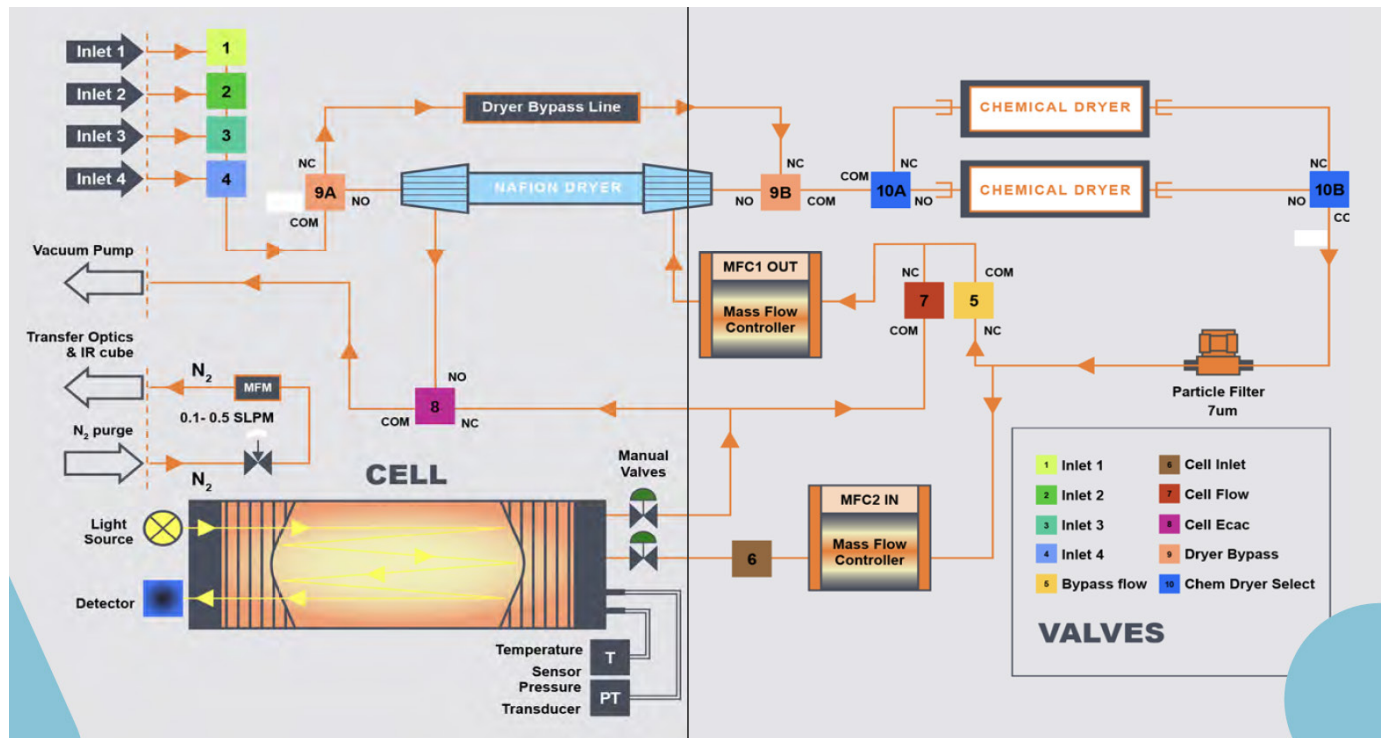 Inlet 1
1
Inlet 2
2
Inlet 3
3
Inlet 4
4
Dryer Bypass Line
NC
9A
NO
COM
NAFION DRYER
NC
9B
NO
COM
CHEMICAL DRYER
NC
COM
10A
NO
CHEMICAL DRYER
NC
10B
NO
CC
Vacuum Pump
MFC1 OUT
Mass Flow
Controller
NC
7
COM
COM
5
NC
Particle Filter
7um
Transfer Optics
& IR cube
N2
MFM
0.1- 0.5 SLPM
N2 purge
N2
NO
8
COM
NC
CELL
Manual
Valves
Light
Source
Detector
6
MFC2 IN
Mass Flow
Controller
Temperature
Sensor
T
Pressure
Transducer
PT
1 Inlet 1
2 Inlet 2
3 Inlet 3
4 Inlet 4
5 Bypass flow
6 Cell Inlet
7 Cell Flow
8 Cell Ecac
9 Dryer Bypass
10 Chem Dryer Select
VALVES